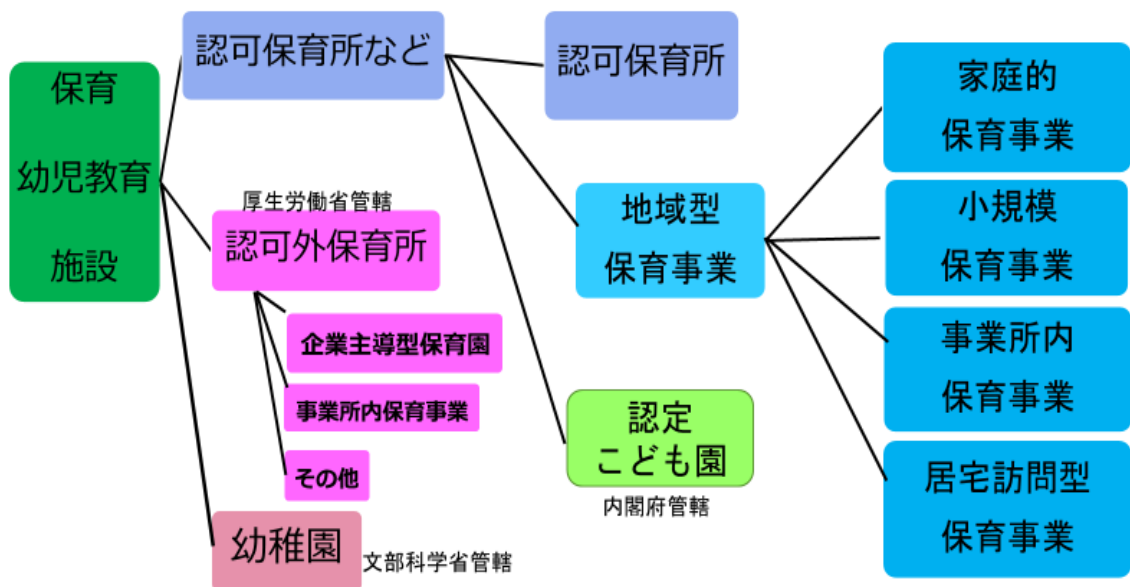 保育
幼児教育
施設
認可保育所など
厚生労働省管轄
認可外保育所
企業主導型保育園
事業所内保育事業
その他
幼稚園
文部科学省管轄
認可保育所
地域型
保育事業
認定
こども園
内閣府管轄
家庭的
保育事業
小規模
保育事業
事業所内
保育事業
居宅訪問型
保育事業